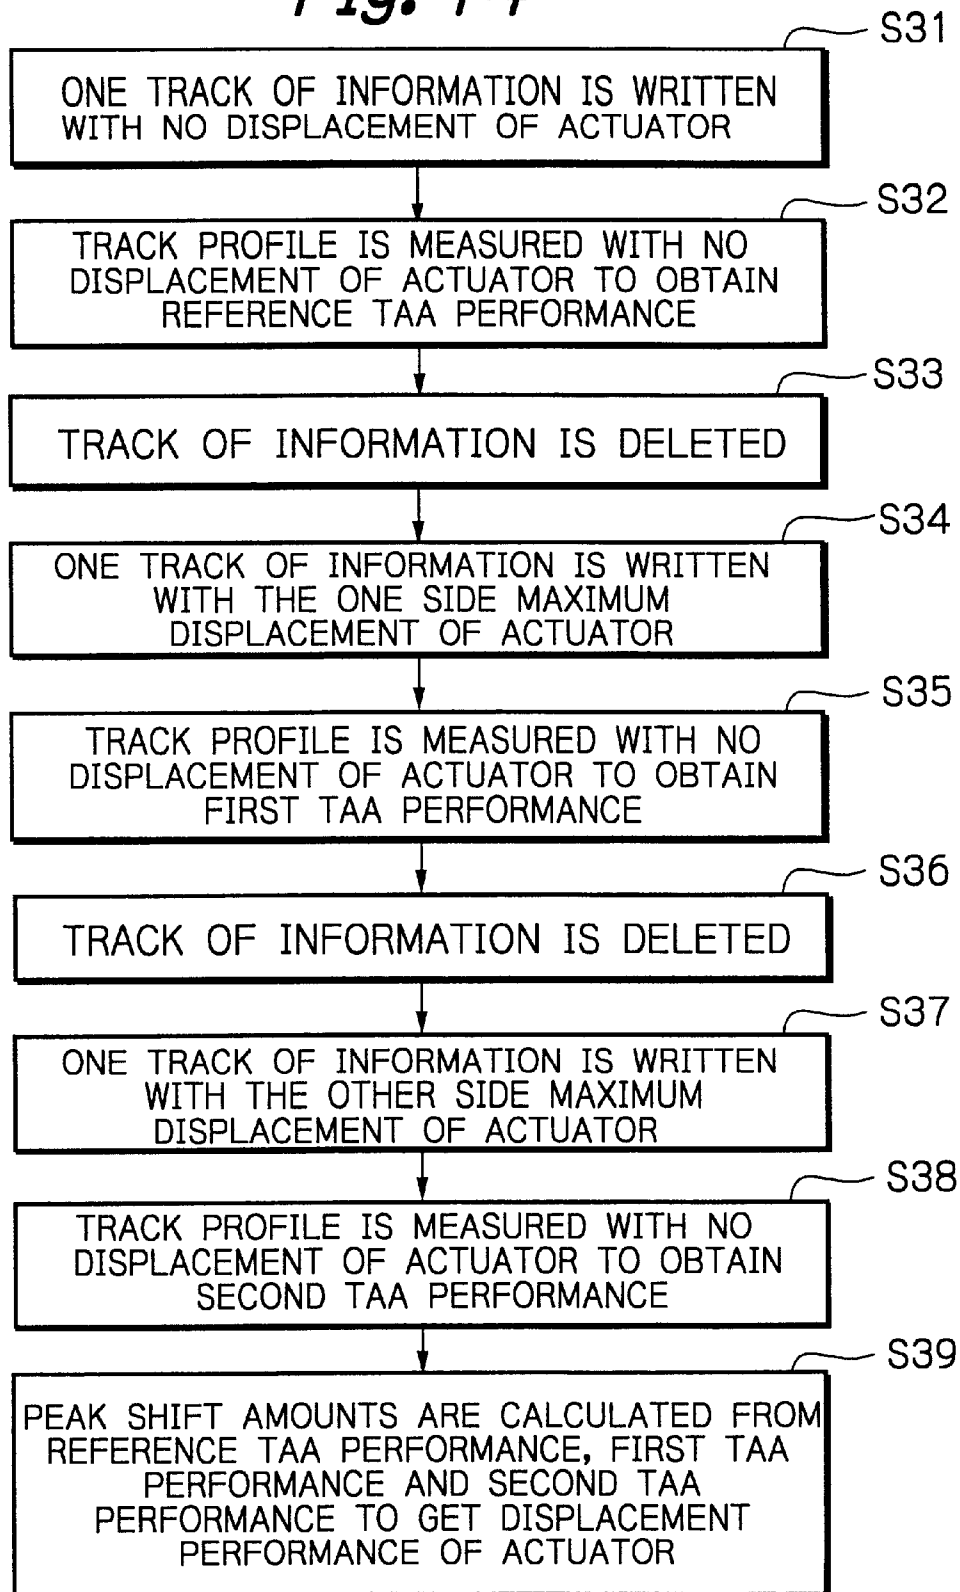 S31
ONE TRACK OF INFORMATION IS WRITTEN
WITH NO DISPLACEMENT OF ACTUATOR
S32
TRACK PROFILE IS MEASURED WITH NO
DISPLACEMENT OF ACTUATOR TO OBTAIN
REFERENCE TAA PERFORMANCE
S33
TRACK OF INFORMATION IS DELETED
S34
ONE TRACK OF INFORMATION IS WRITTEN
WITH THE ONE SIDE MAXIMUM
DISPLACEMENT OF ACTUATOR
S35
TRACK PROFILE IS MEASURED WITH NO
DISPLACEMENT OF ACTUATOR TO OBTAIN
FIRST TAA PERFORMANCE
S36
TRACK OF INFORMATION IS DELETED
S37
ONE TRACK OF INFORMATION IS WRITTEN
WITH THE OTHER SIDE MAXIMUM
DISPLACEMENT OF ACTUATOR
S38
TRACK PROFILE IS MEASURED WITH NO
DISPLACEMENT OF ACTUATOR TO OBTAIN
SECOND TAA PERFORMANCE
S39
PEAK SHIFT AMOUNTS ARE CALCULATED FROM
REFERENCE TAA PERFORMANCE, FIRST TAA
PERFORMANCE AND SECOND TAA
PERFORMANCE TO GET DISPLACEMENT
PERFORMANCE OF ACTUATOR